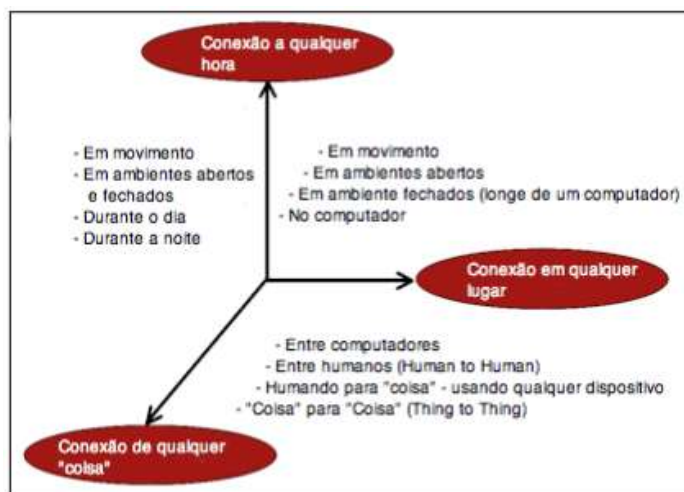 Conexão a qualquer
hora
- Em movimento
- Em ambientes abertos
e fechados
- Durante o dia
- Durante a noite
- Em movimento
- Em ambientes abertos
- Em ambiente fechados (longe de um computador)
- No computador
Conexão em qualquer
lugar
- Entre computadores
- Entre humanos (Human to Human)
- Humando para "coisa" - usando qualquer dispositivo
- "Coisa" para "Coisa" (Thing to Thing)
Conexão de qualquer
"coisa"